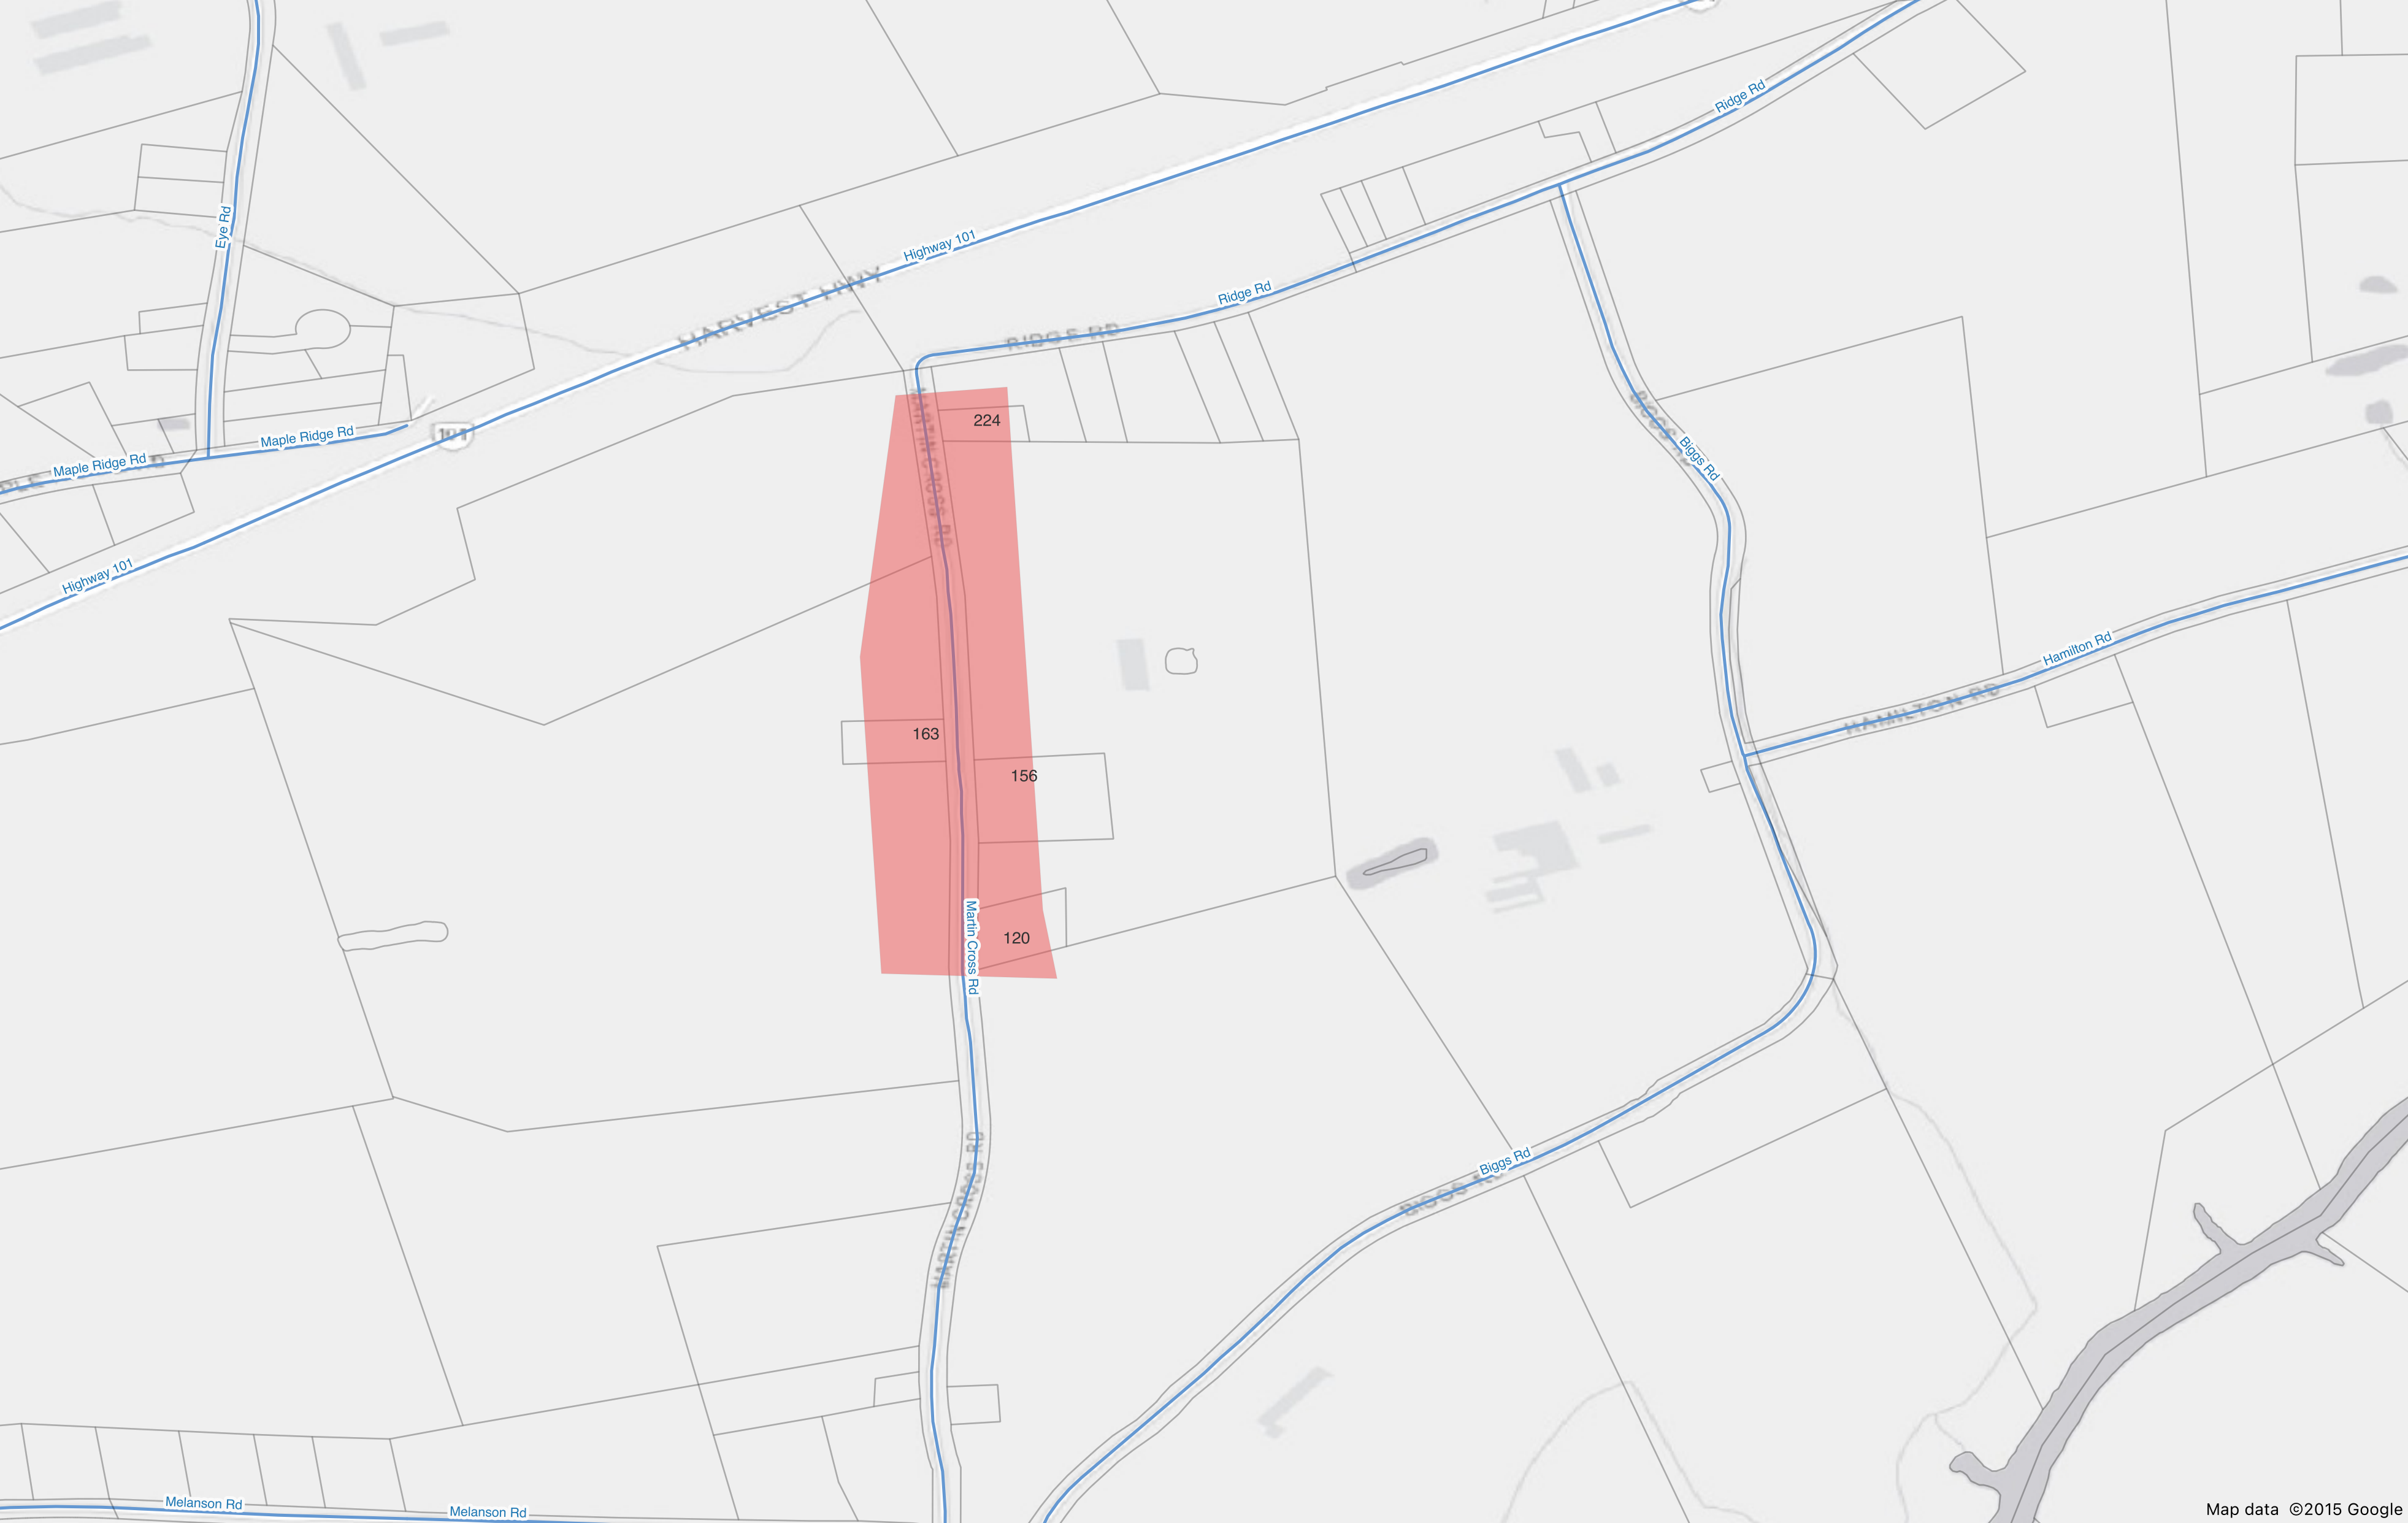 Ridge Rd
Eye Rd
Highway 101
HARVEST HWY
Ridge Rd
RIDGE RD
224
MARTIN CROSS RD
BIGGS RD
Biggs Rd
Maple Ridge Rd
101
Maple Ridge Rd
Highway 101
Hamilton Rd
HAMILTON RD
163
156
120
Martin Cross Rd
MARTIN CROSS RD
Biggs Rd
BIGGS RD
Melanson Rd
Melanson Rd
Map data ©2015 Google